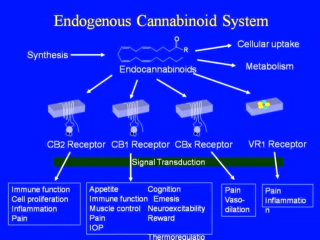 Endogenous Cannabinoid System
O
R
Synthesis
Cellular uptake
Metabolism
Endocannabinoids
CB2 Receptor
CB1 Receptor
CBx Receptor
VR1 Receptor
Signal Transduction
Immune function
Cell proliferation
Inflammation
Pain
Appetite
Immune function
Muscle control
Pain
IOP
Cognition
Emesis
Neuroexcitability
Reward
Thermoregulatio
Pain
Vaso-
dilation
Pain
Inflammatio
n